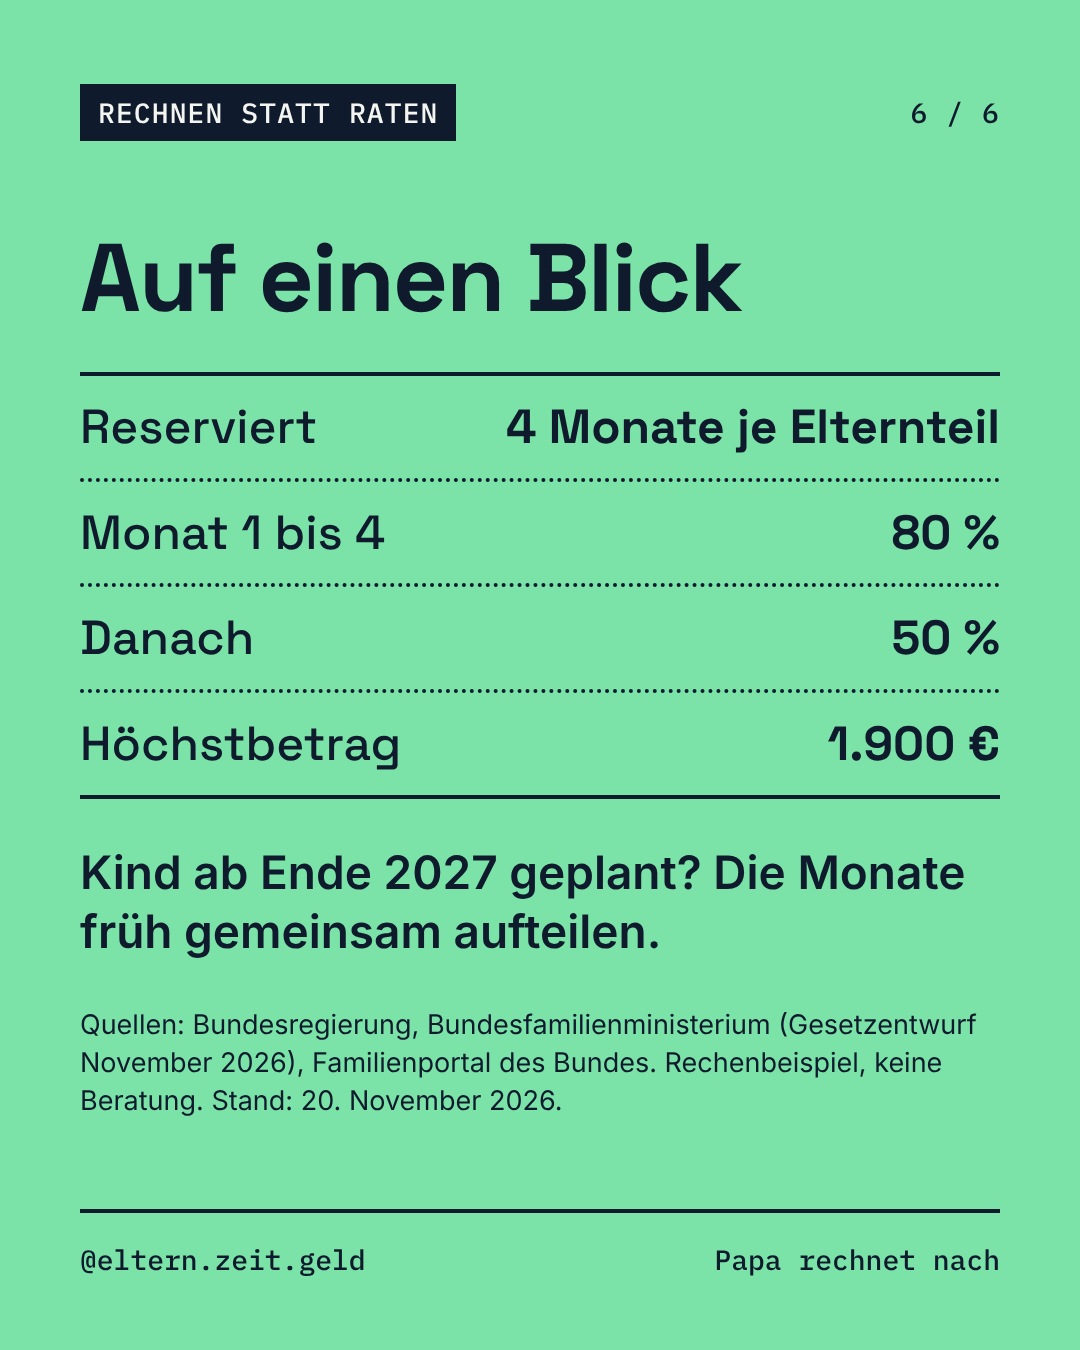 RECHNEN STATT RATEN
6 / 6
Auf einen Blick
Reserviert 4 Monate je Elternteil
Monat 1 bis 4 80 %
Danach 50 %
Höchstbetrag 1.900 €
Kind ab Ende 2027 geplant? Die Monate
früh gemeinsam aufteilen.
Quellen: Bundesregierung, Bundesfamilienministerium (Gesetzentwurf
November 2026), Familienportal des Bundes. Rechenbeispiel, keine
Beratung. Stand: 20. November 2026.
@eltern.zeit.geld
Papa rechnet nach